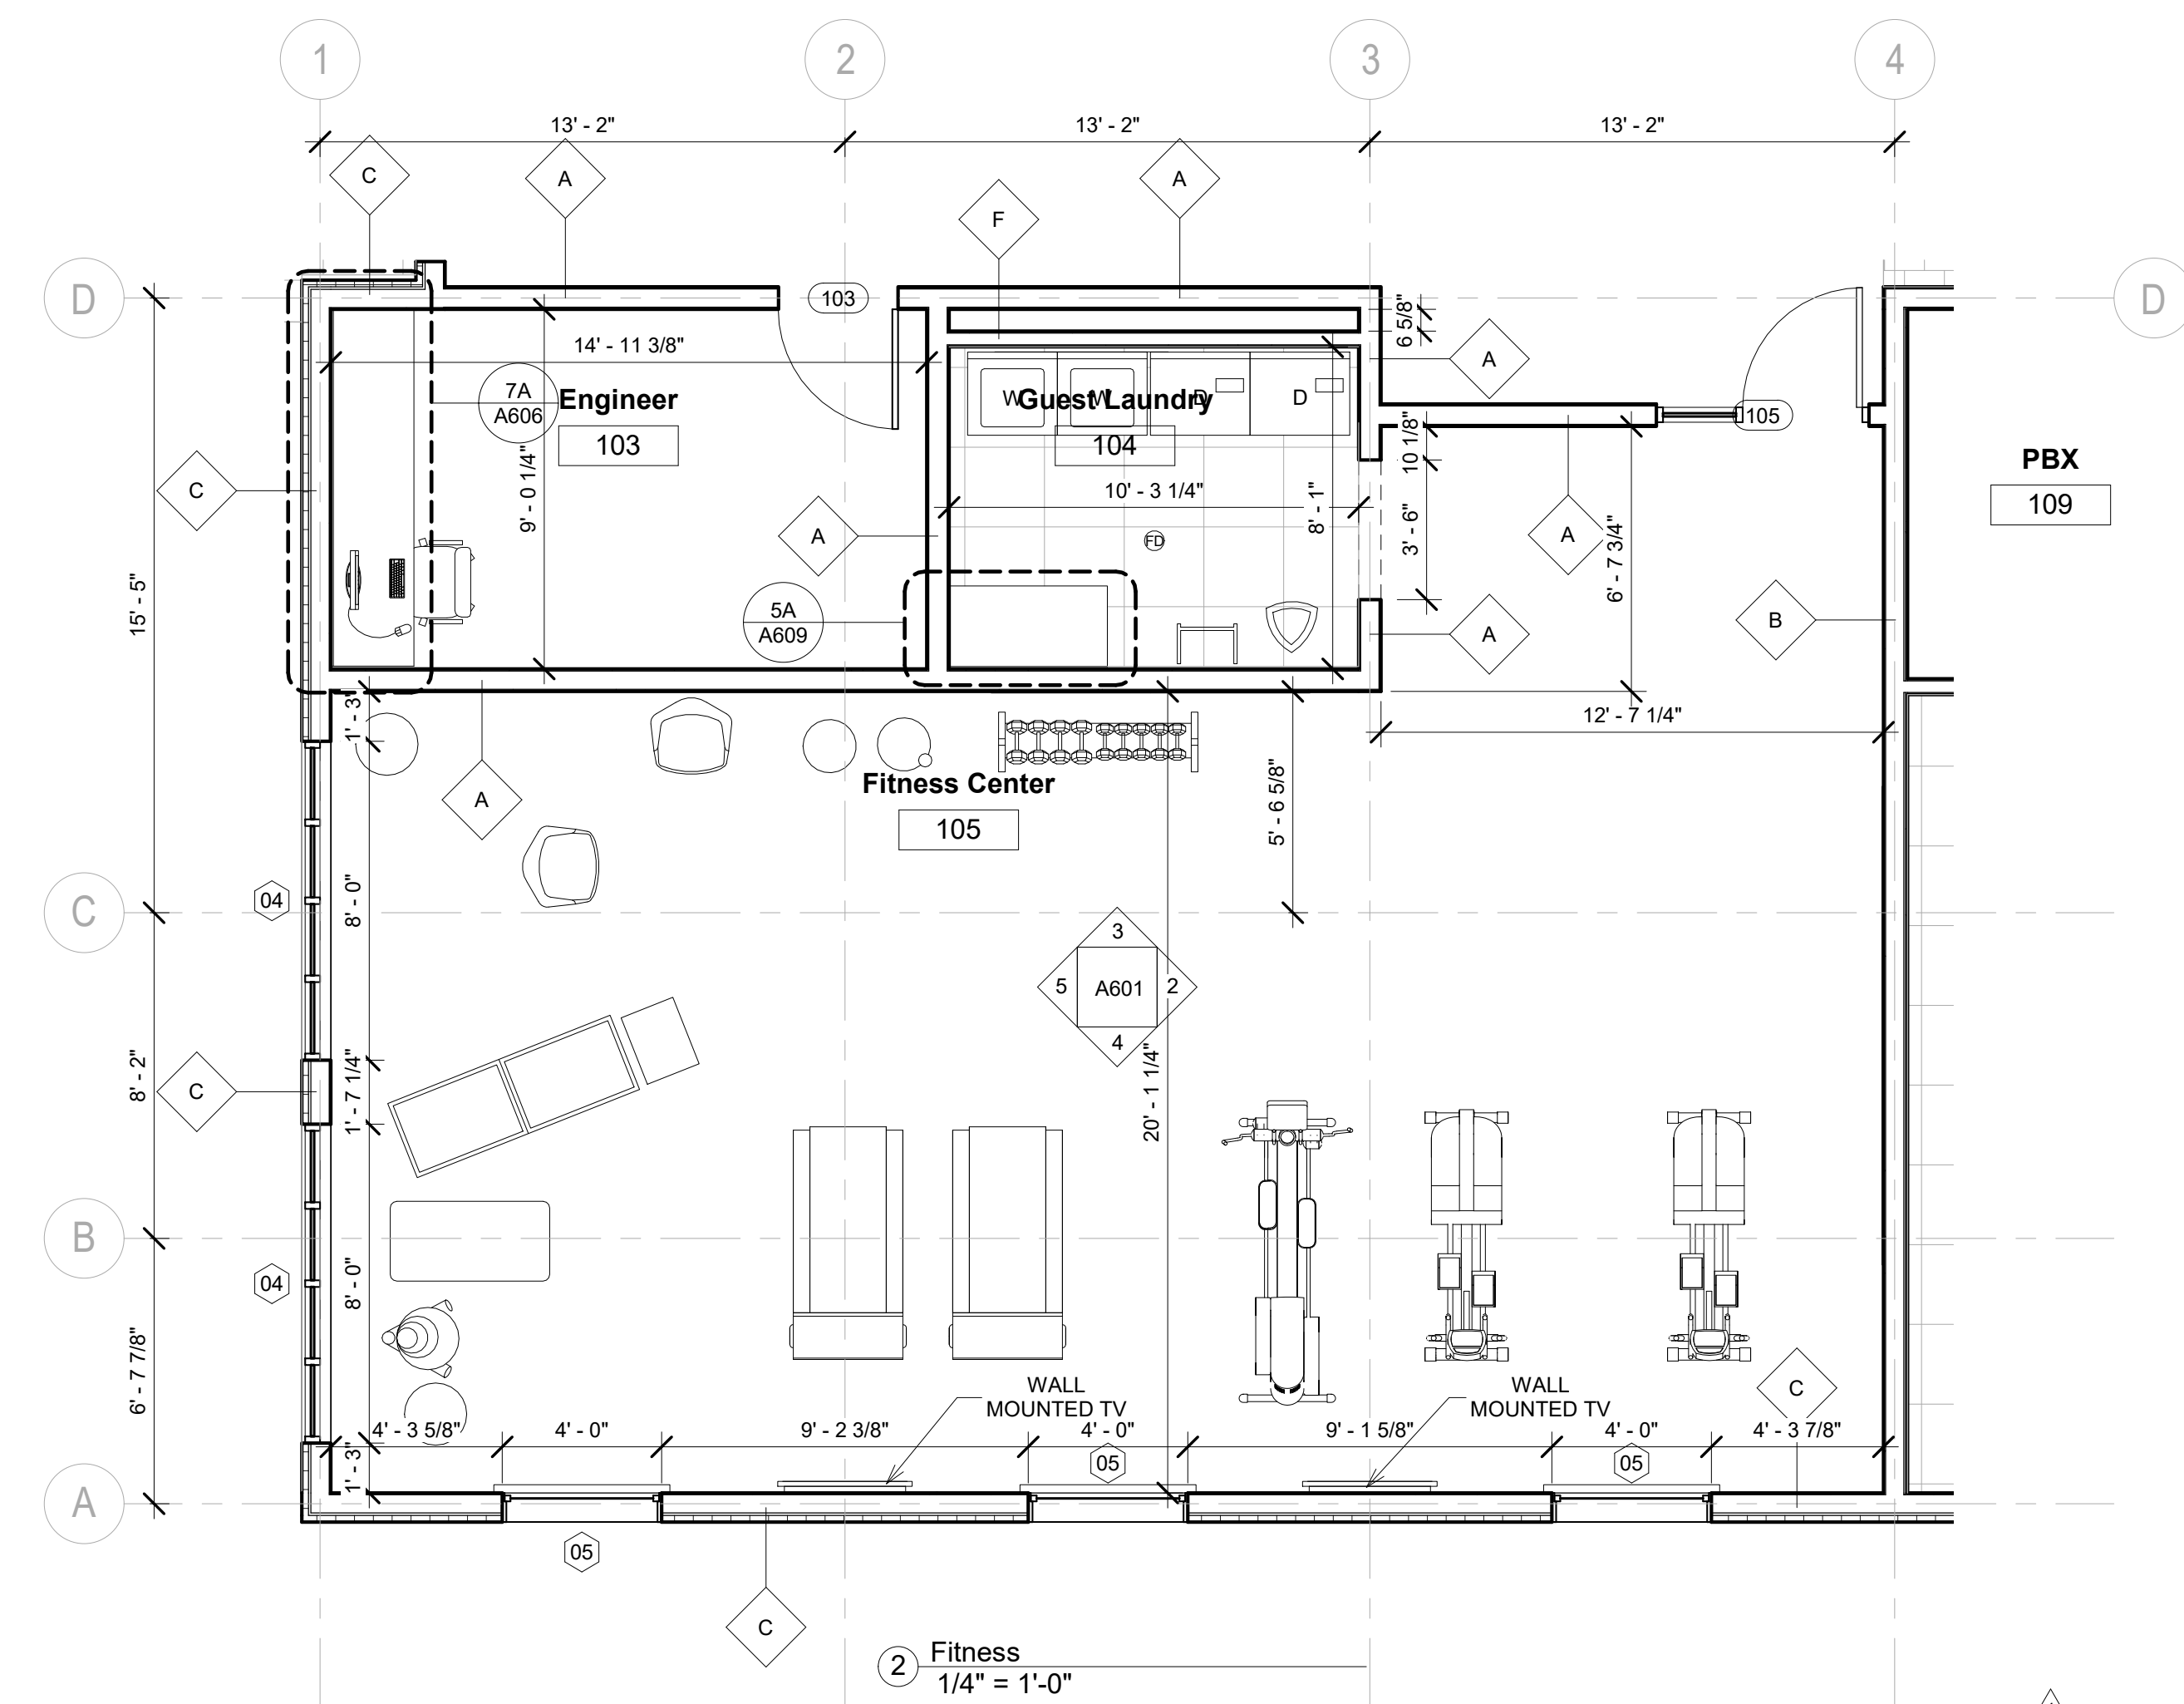 1
2
3
4
13' - 2"
13' - 2"
13' - 2"
C
A
A
F
D
103
D
6 5/8"
14' - 11 3/8"
A
7A
A606
Engineer
103
W
W
D
D
Guest Laundry
104
105
10 1/8"
PBX
109
C
9' - 0 1/4"
10' - 3 1/4"
8' - 1"
3' - 6"
A
A
FD
6' - 7 3/4"
15' - 5"
5A
A609
A
B
1' - 3"
12' - 7 1/4"
A
Fitness Center
105
5' - 6 5/8"
04
8' - 0"
C
3
5
A601
2
4
8' - 2"
C
1' - 7 1/4"
20' - 1 1/4"
B
04
8' - 0"
6' - 7 7/8"
WALL
MOUNTED TV
WALL
MOUNTED TV
C
4' - 3 5/8"
4' - 0"
9' - 2 3/8"
4' - 0"
9' - 1 5/8"
4' - 0"
4' - 3 7/8"
1' - 3"
05
05
A
05
C
2
Fitness
1/4" = 1'-0"